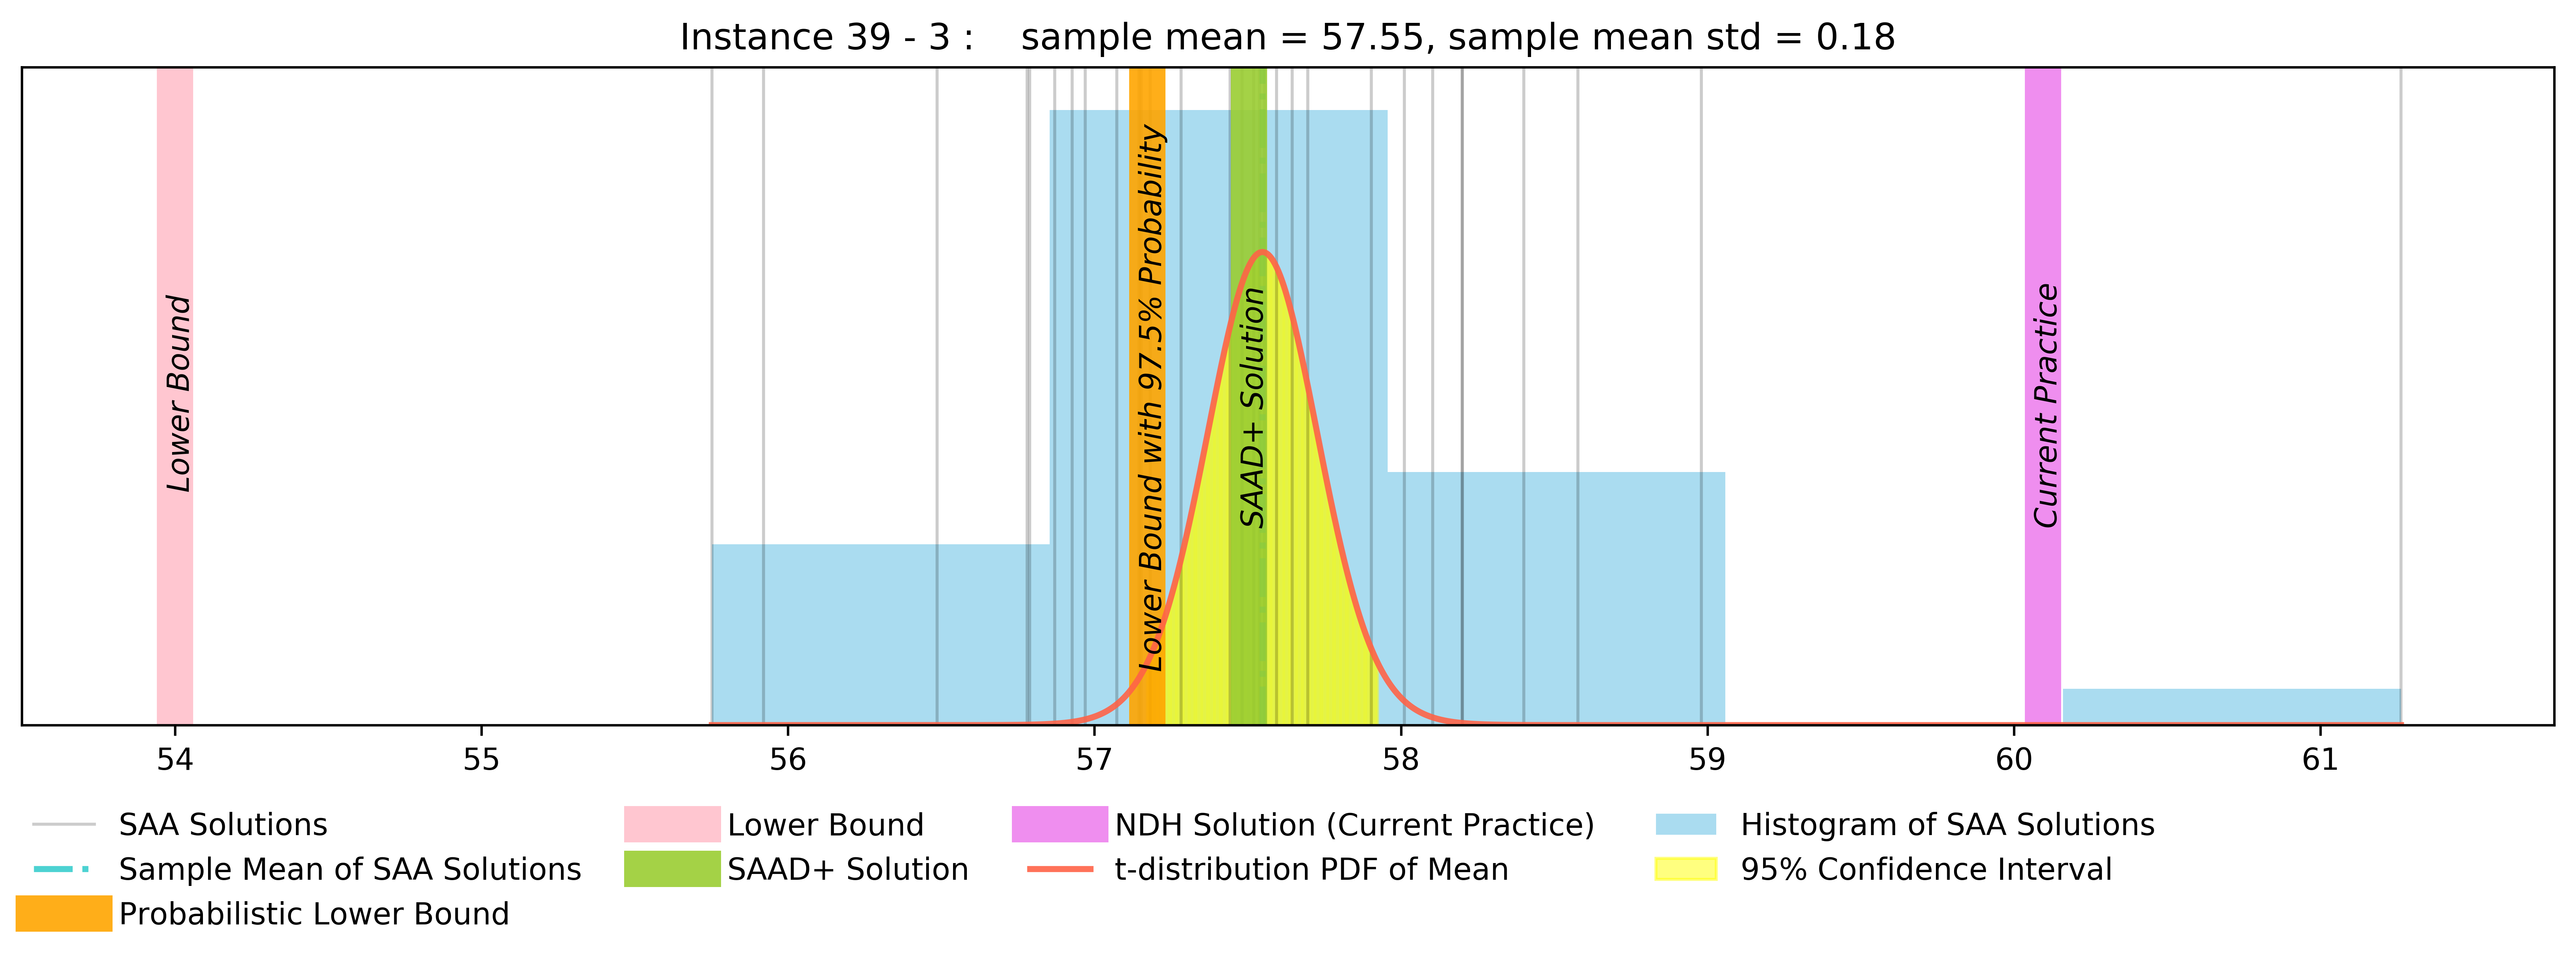 Instance 39 - 3 :    sample mean = 57.55, sample mean std = 0.18
Lower Bound
Lower Bound with 97.5% Probability
SAAD+ Solution
Current Practice
54 55 56 57 58 59 60 61
SAA Solutions
Sample Mean of SAA Solutions
Probabilistic Lower Bound
Lower Bound
SAAD+ Solution
NDH Solution (Current Practice)
t-distribution PDF of Mean
Histogram of SAA Solutions
95% Confidence Interval